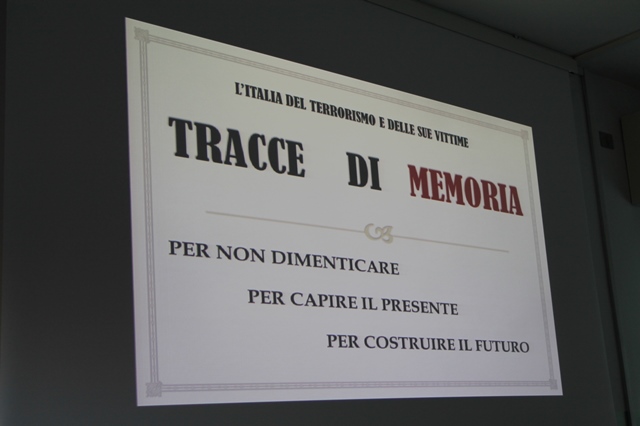 L'ITALIA DEL TERRORISMO E DELLE SUE VITTIME
TRACCE DI MEMORIA
PER NON DIMENTICARE
PER CAPIRE IL PRESENTE
PER COSTRUIRE IL FUTURO